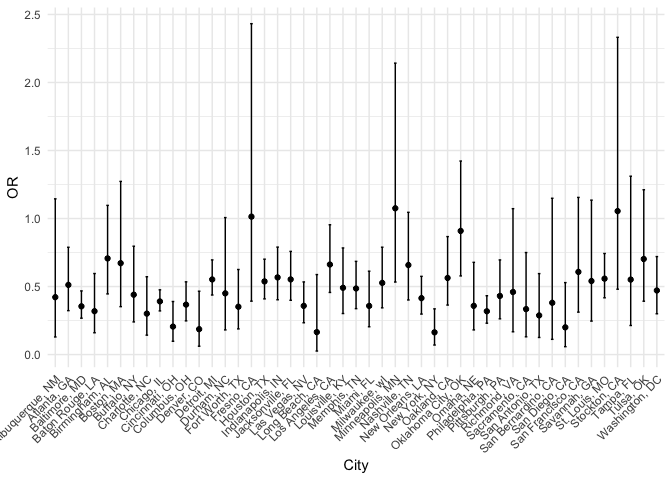 2.5
2.0
1.5
1.0
0.5
0.0
OR
buquerque, NM
Atlanta, GA
Baltimore, MD
Baton Rouge, LA
Birmingham, AL
Boston, MA
Buffalo, NY
Charlotte, NC
Chicago, IL
Cincinnati, OH
Columbus, OH
Denver, CO
Detroit, MI
Durham, NC
Fort Worth, TX
Fresno, CA
Houston, TX
Indianapolis, IN
Jacksonville, FL
Las Vegas, NV
Long Beach, CA
Los Angeles, CA
Louisville, KY
Memphis, TN
Miami, FL
Milwaukee, wI
Minneapolis, MN
Nashville, TN
New Orleans, LA
New York, NY
Oakland, CA
Oklahoma City, OK
Omaha, NE
Philadelphia, PA
Pittsburgh, PA
Richmond, VA
Sacramento, CA
San Antonio, TX
San Bernardino, CA
San Diego, CA
San Francisco, CA
Savannah, GA
St. Louis, MO
Stockton, CA
Tampa, FL
Tulsa, OK
Washington, DC
City